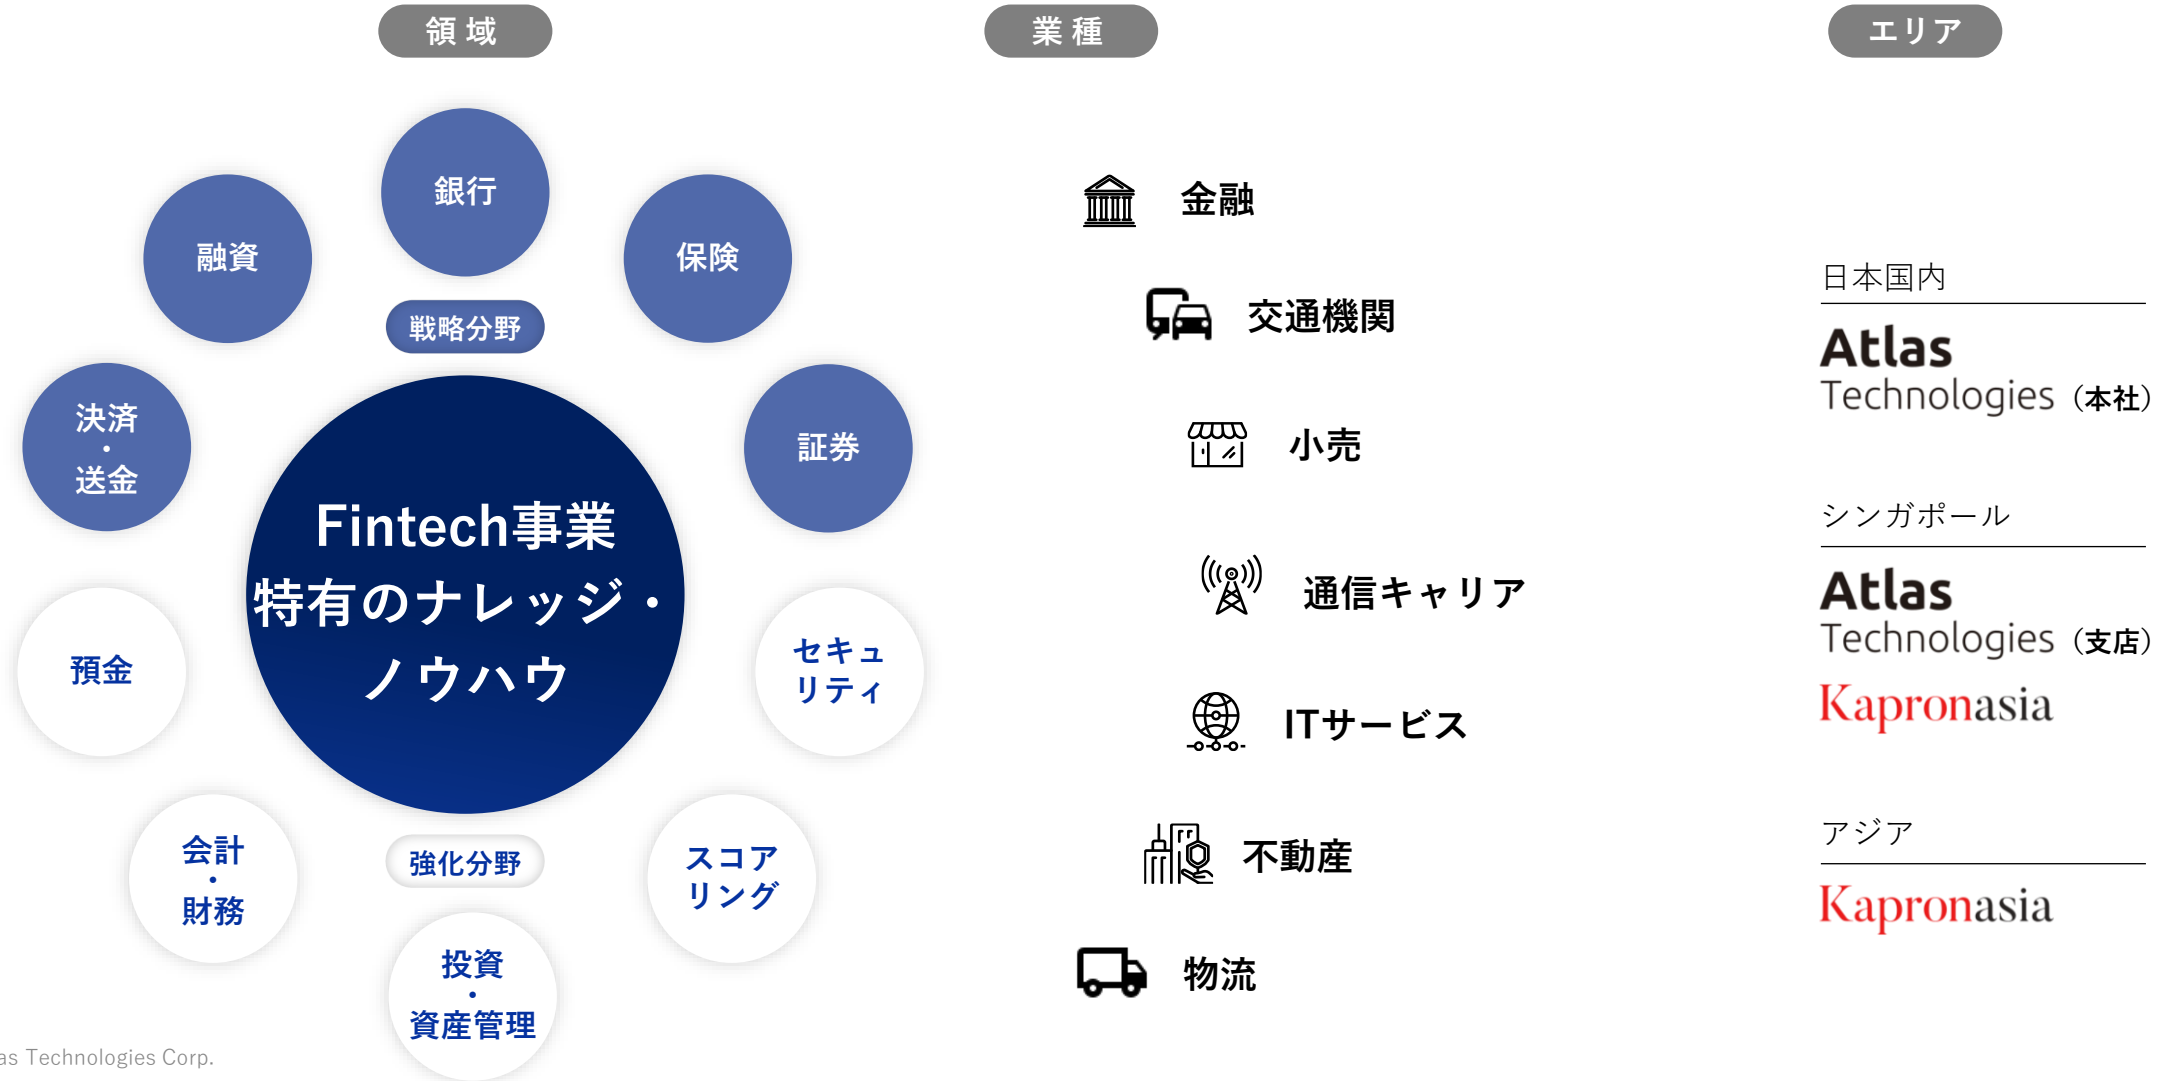 領域
銀行
融資
保険
戦略分野
決済
・
送金
証券
Fintech事業
特有のナレッジ・
ノウハウ
預金
セキュ
リティ
会計
・
財務
強化分野
スコア
リング
投資
・
資産管理
業種
金融
交通機関
小売
通信キャリア
ITサービス
不動産
物流
エリア
日本国内
Atlas
Technologies（本社）
シンガポール
Atlas
Technologies（支店）
Kapronasia
アジア
Kapronasia
as Technologies Corp.